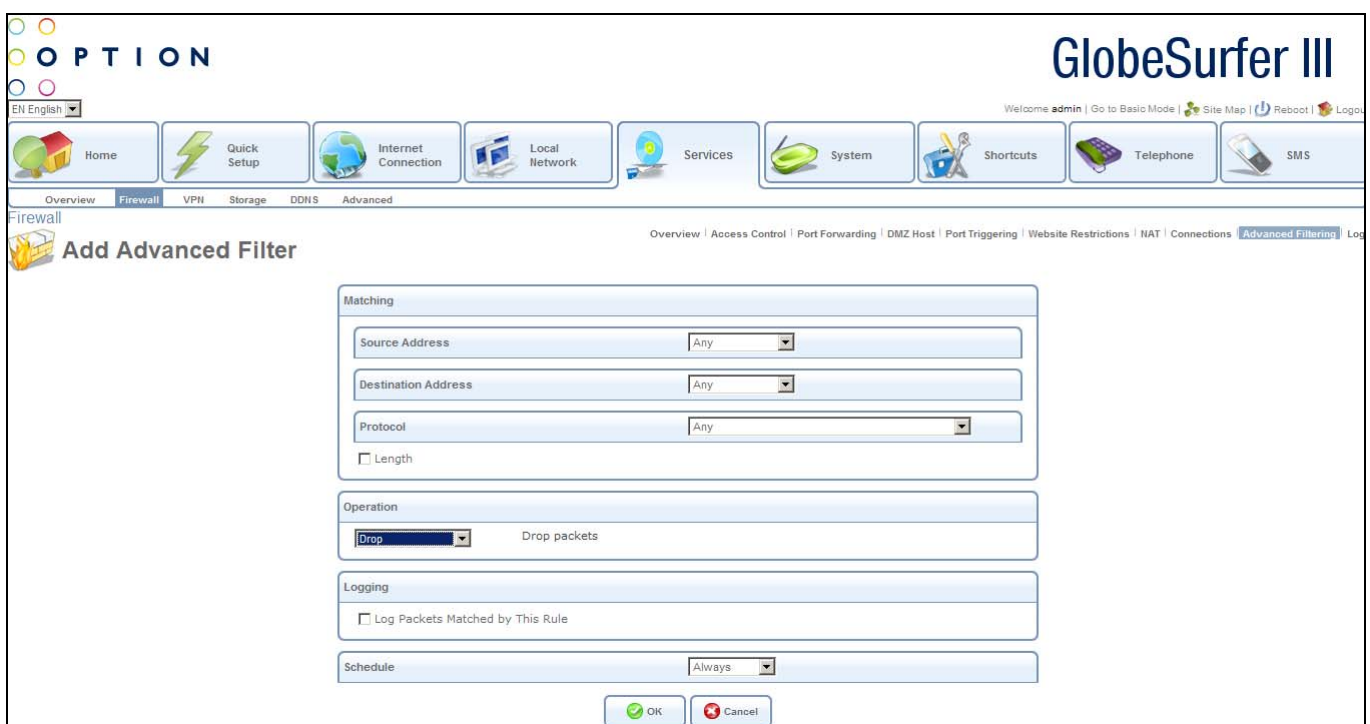 OPTION
GlobeSurfer III
EN English
Welcome admin | Go to Basic Mode | Site Map | Reboot | Logou
Home
Quick Setup
Internet Connection
Local Network
Services
System
Shortcuts
Telephone
SMS
Overview Firewall VPN Storage DDNS Advanced
Firewall
Add Advanced Filter
Overview | Access Control | Port Forwarding | DMZ Host | Port Triggering | Website Restrictions | NAT | Connections | Advanced Filtering | Log
Matching
Source Address Any
Destination Address Any
Protocol Any
Length
Operation
Drop Drop packets
Logging
Log Packets Matched by This Rule
Schedule Always
OK Cancel